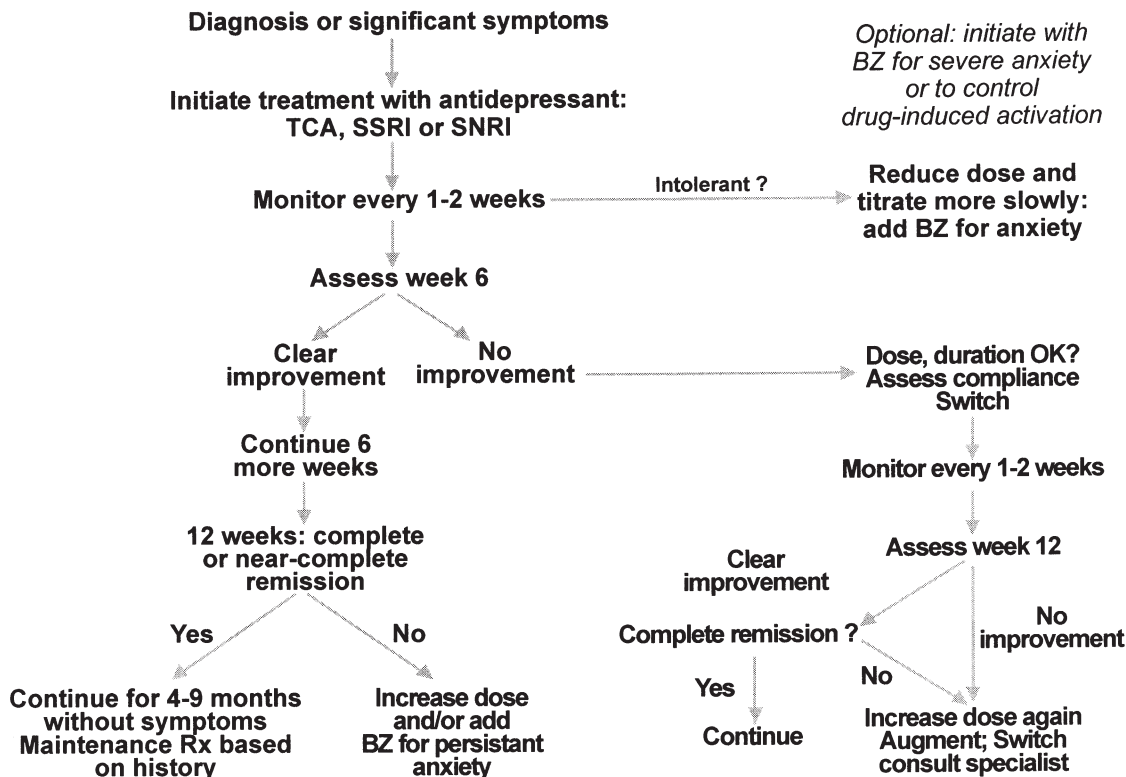 Diagnosis or significant symptoms
Optional: initiate with
BZ for severe anxiety
or to control
drug-induced activation
Initiate treatment with antidepressant:
TCA, SSRI or SNRI
Monitor every 1-2 weeks
Intolerant ?
Reduce dose and
titrate more slowly:
add BZ for anxiety
Assess week 6
Clear
improvement
No
improvement
Dose, duration OK?
Assess compliance
Switch
Continue 6
more weeks
Monitor every 1-2 weeks
12 weeks: complete
or near-complete
remission
Assess week 12
Clear
improvement
No
improvement
Complete remission ?
Yes
No
Yes
No
Continue for 4-9 months
without symptoms
Maintenance Rx based
on history
Increase dose
and/or add
BZ for persistant
anxiety
Continue
Increase dose again
Augment; Switch
consult specialist